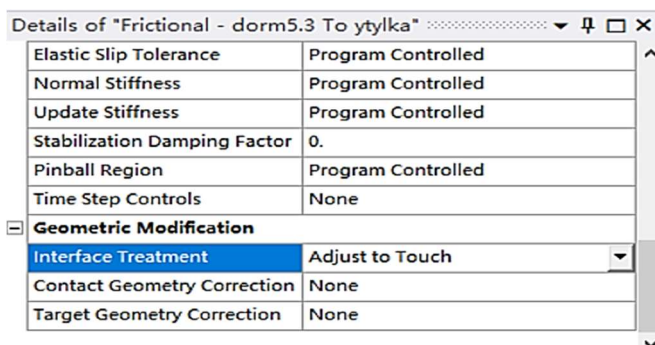 Details of "Frictional - dorm5.3 To ytylka"
Elastic Slip Tolerance Program Controlled
Normal Stiffness Program Controlled
Update Stiffness Program Controlled
Stabilization Damping Factor 0.
Pinball Region Program Controlled
Time Step Controls None
Geometric Modification
Interface Treatment Adjust to Touch
Contact Geometry Correction None
Target Geometry Correction None